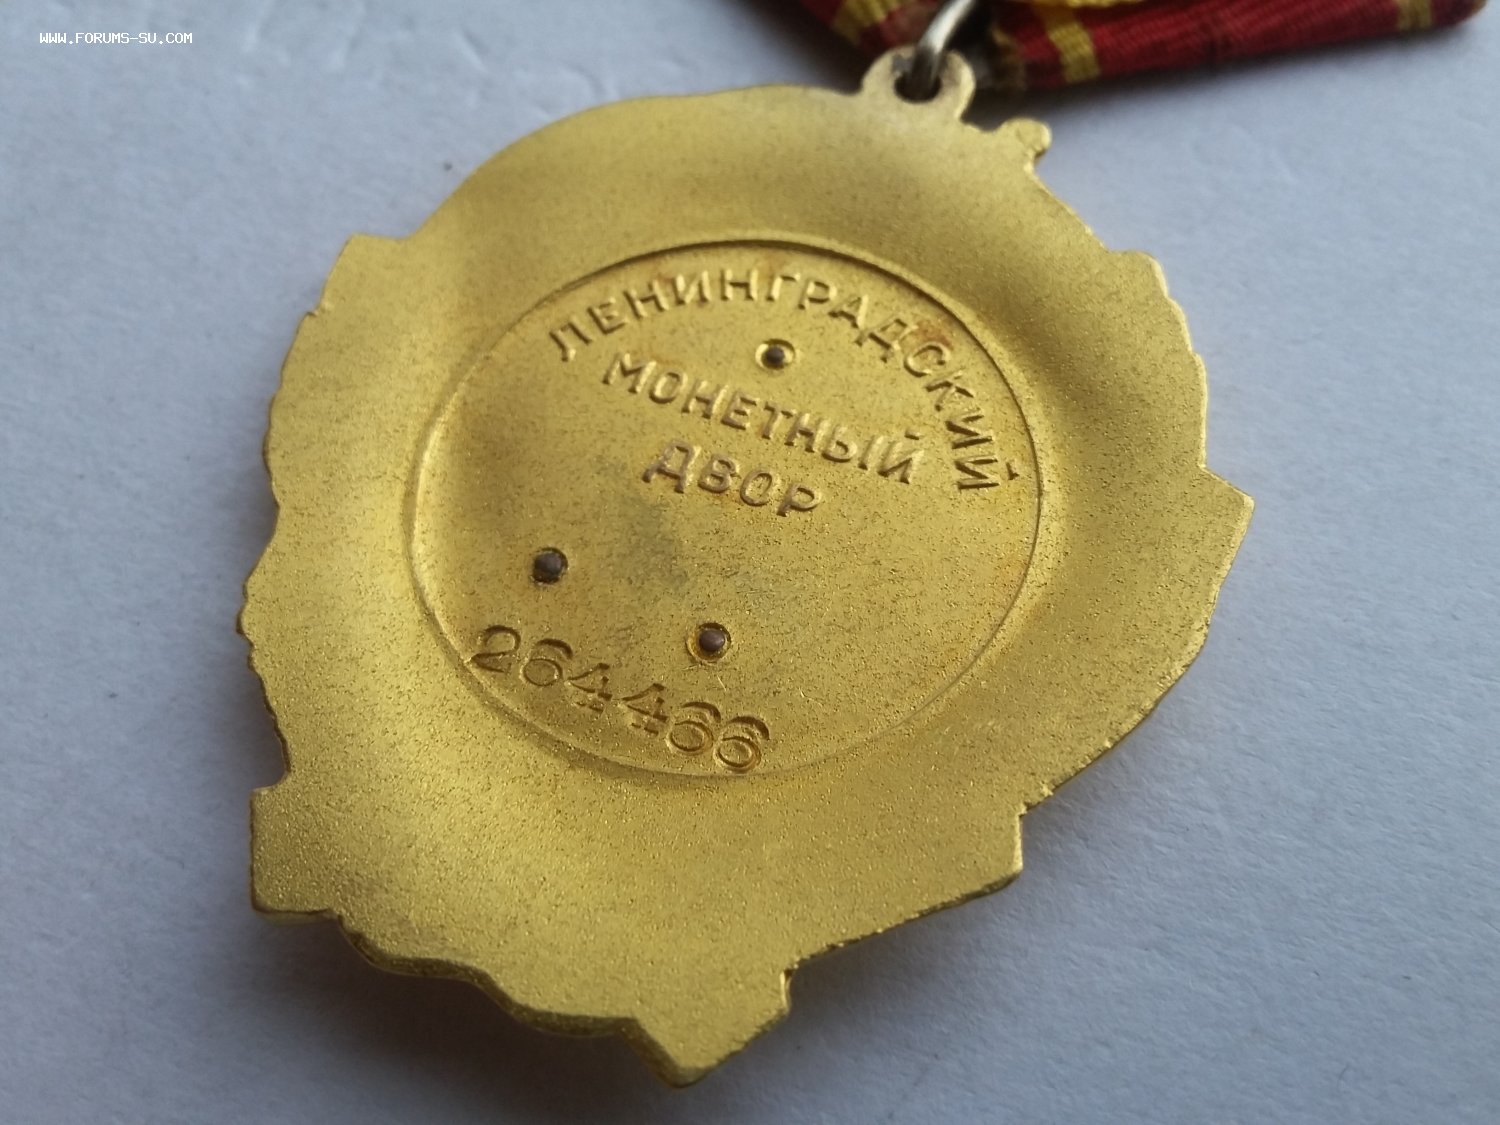 WWW.FORUMS-SU.COM
ЛЕНИНГРАДСКИЙ
МОНЕТНЫЙ
ДВОР
264466